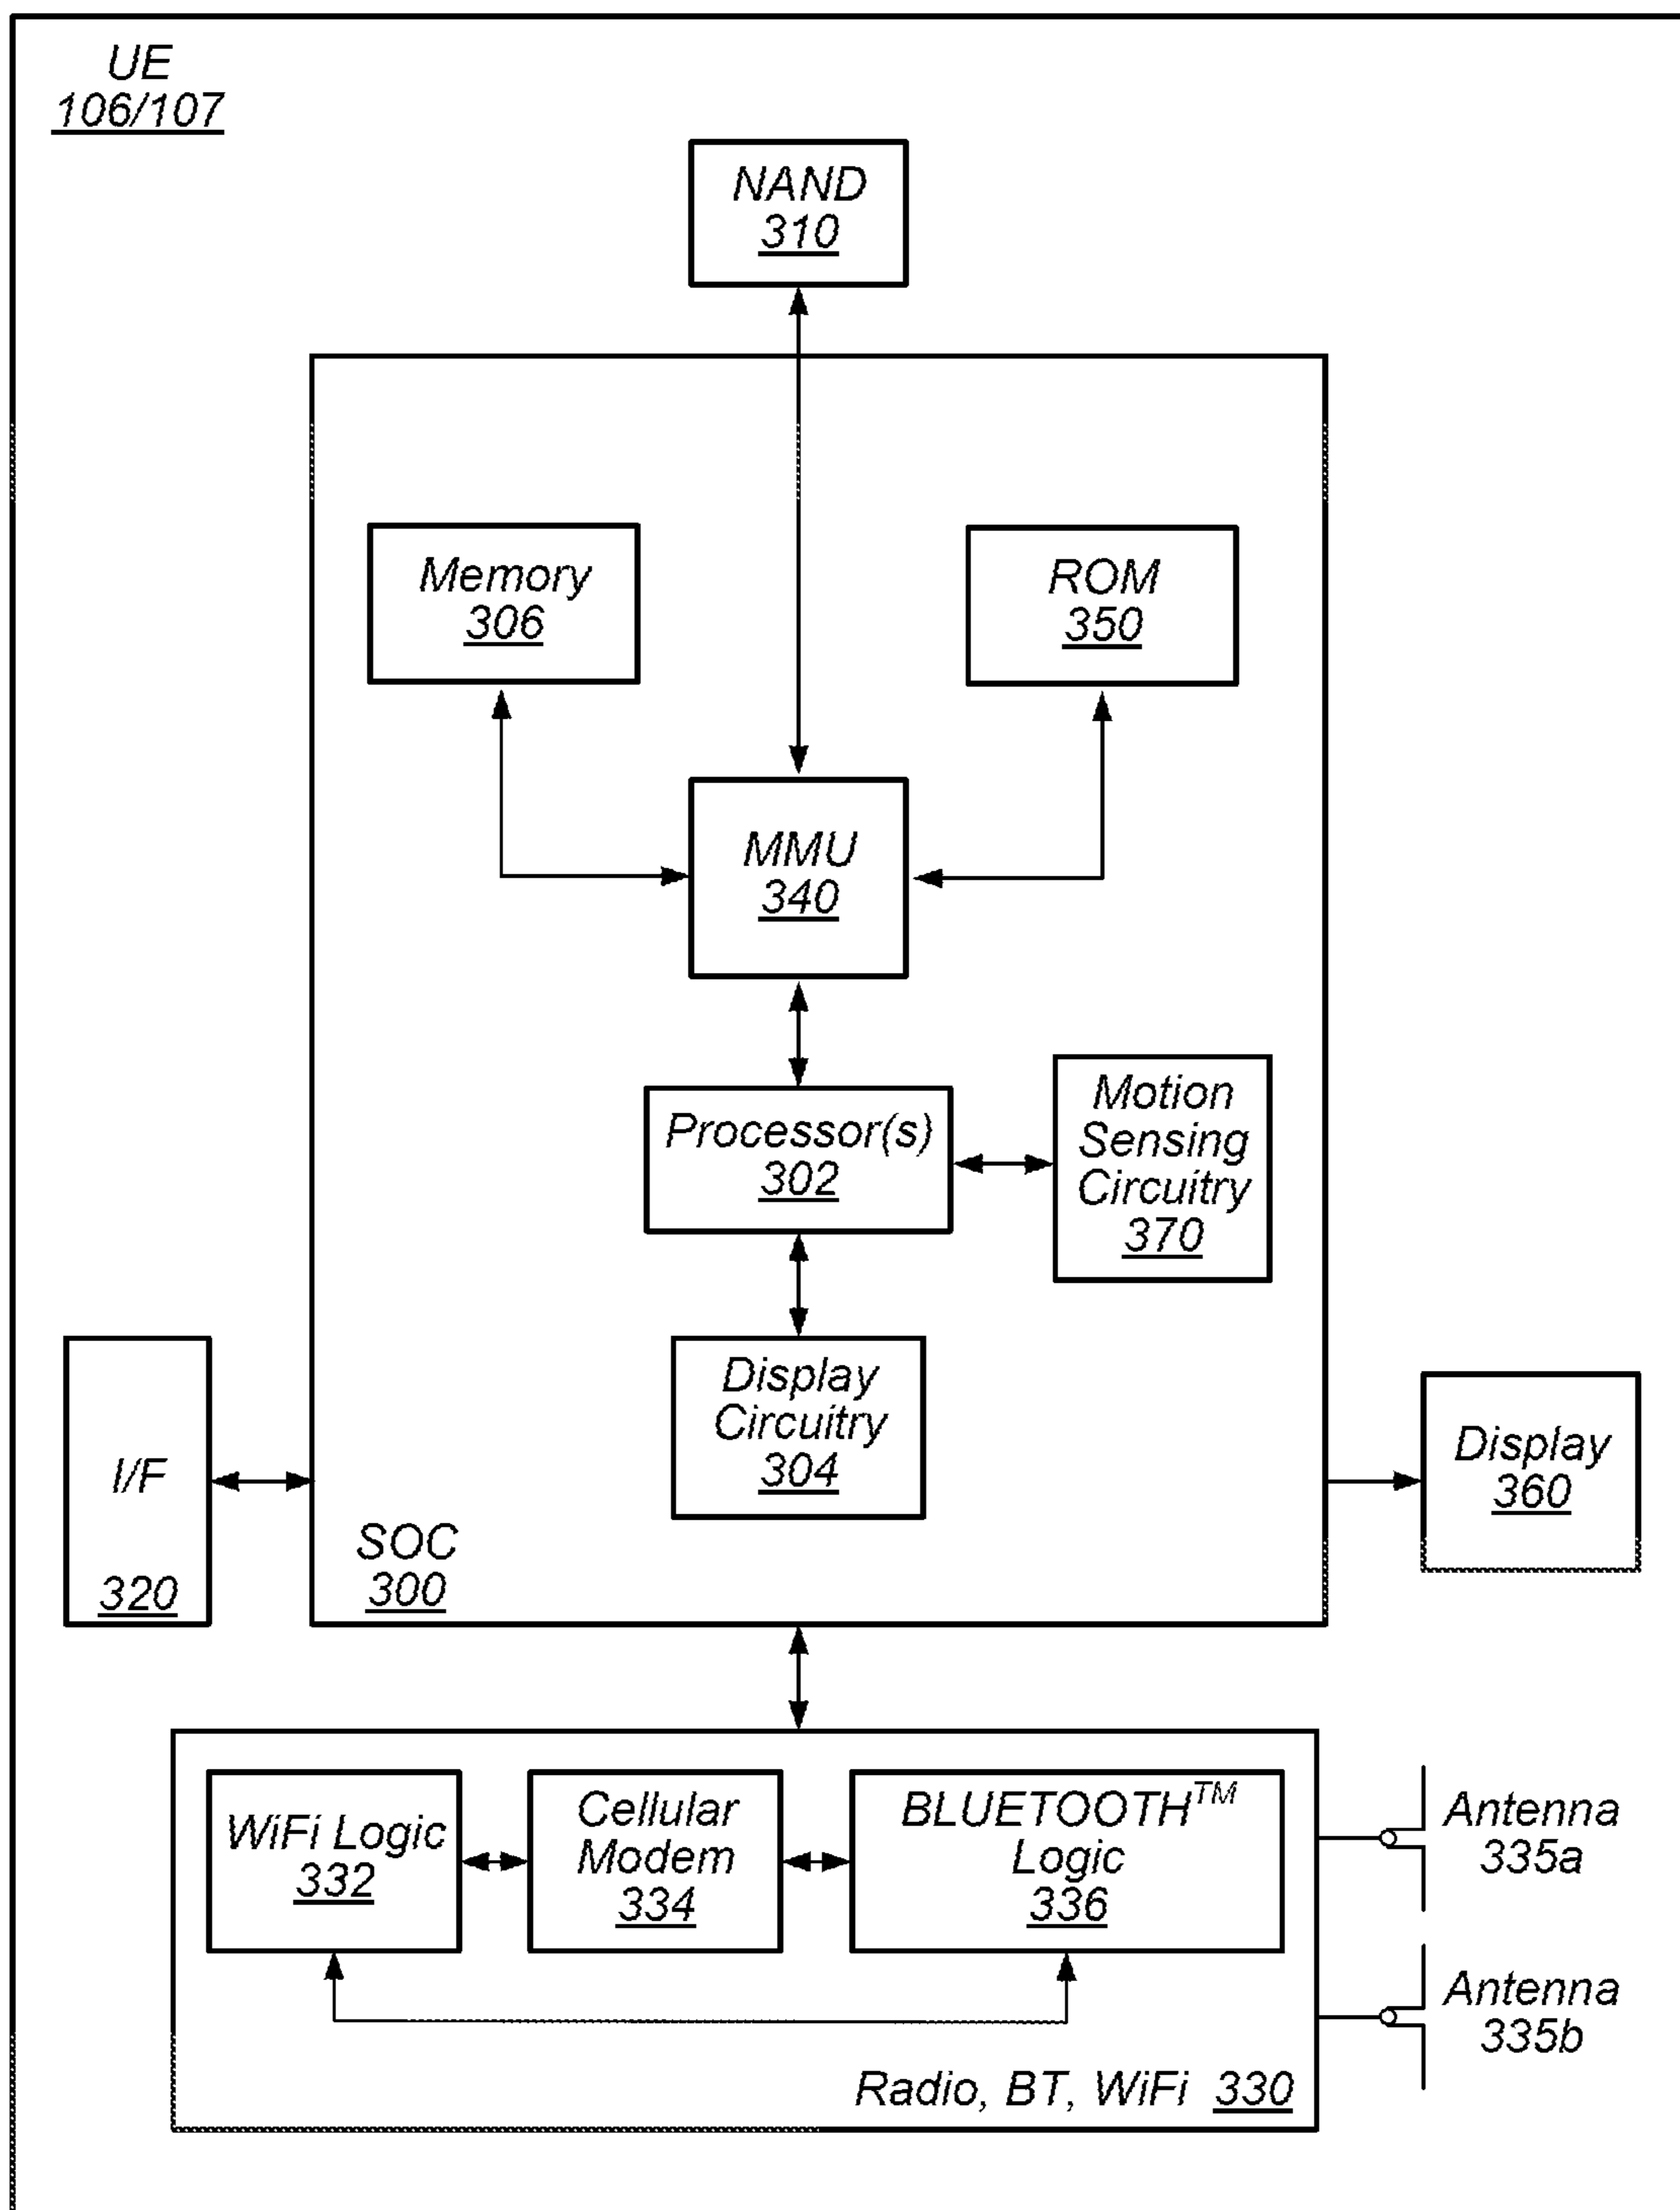 UE
106/107
NAND
310
Memory
306
ROM
350
MMU
340
Processor(s)
302
Motion
Sensing
Circuitry
370
Display
Circuitry
304
I/F
320
SOC
300
Display
360
WiFi Logic
332
Cellular
Modem
334
BLUETOOTH™
Logic
336
Antenna
335a
Antenna
335b
Radio, BT, WiFi 330